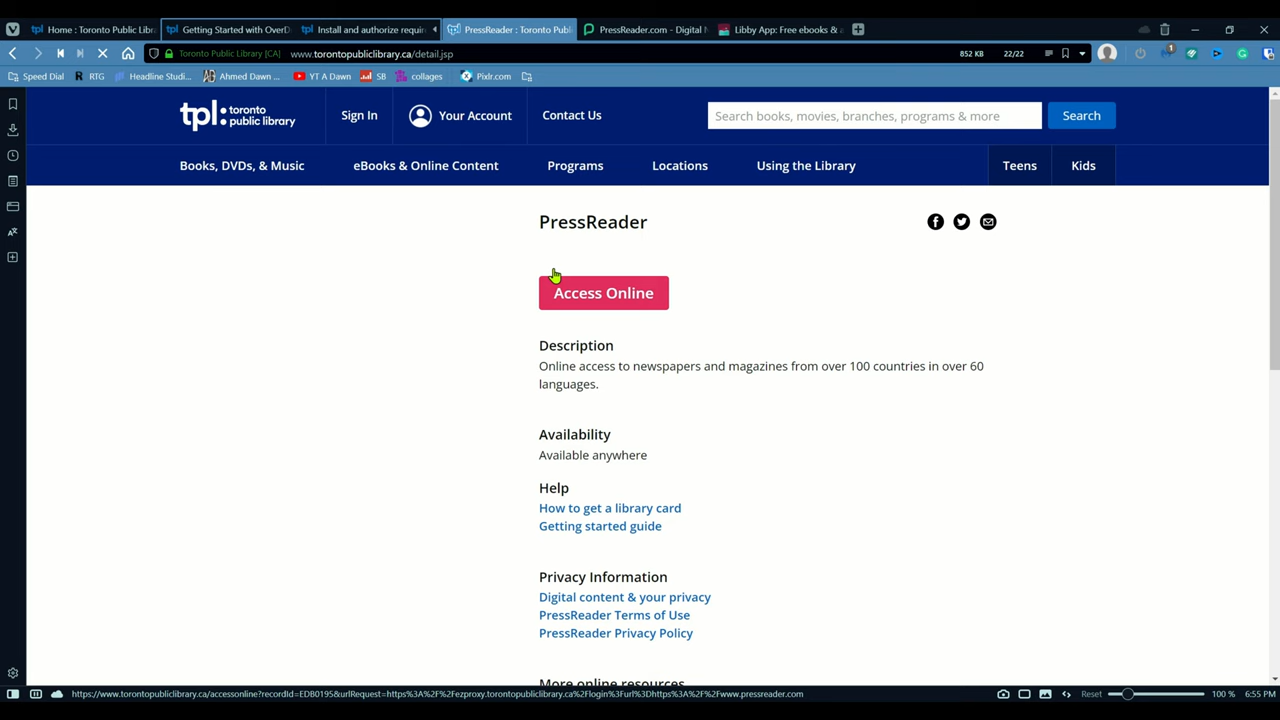 Home : Toronto Public Libr
Getting Started with OverD
Install and authorize requir
PressReader : Toronto Publ
PressReader.com - Digital N
Libby App: Free ebooks & a
Toronto Public Library [CA]
www.torontopubliclibrary.ca/detail.jsp
852 KB
22/22
1
Speed Dial
RTG
Headline Studi...
Ahmed Dawn ...
YT A Dawn
SB
collages
Pixlr.com
tpl: toronto
public library
Sign In
Your Account
Contact Us
Search books, movies, branches, programs & more
Search
Books, DVDs, & Music
eBooks & Online Content
Programs
Locations
Using the Library
Teens
Kids
PressReader
Access Online
Description
Online access to newspapers and magazines from over 100 countries in over 60
languages.
Availability
Available anywhere
Help
How to get a library card
Getting started guide
Privacy Information
Digital content & your privacy
PressReader Terms of Use
PressReader Privacy Policy
More online resources
https://www.torontopubliclibrary.ca/accessonline?recordId=EDB0195&urlRequest=https%3A%2F%2Fezproxy.torontopubliclibrary.ca%2Flogin%3Furl%3Dhttps%3A%2F%2Fwww.pressreader.com
Reset
100 %
6:55 PM